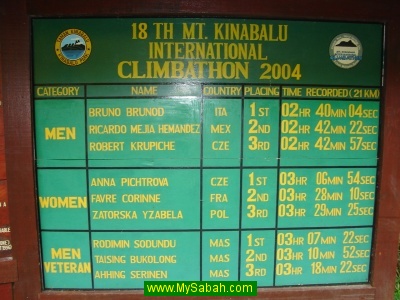 18 TH MT. KINABALU
INTERNATIONAL
CLIMBATHON 2004
CATEGORY NAME COUNTRY PLACING TIME RECORDED (21 KM)
MEN
BRUNO BRUNOD ITA 1ST 02HR 40MIN 04SEC
RICARDO MEJIA HEMANDEZ MEX 2ND 02HR 42MIN 22SEC
ROBERT KRUPICHE CZE 3RD 02HR 42MIN 57SEC
WOMEN
ANNA PICHTROVA CZE 1ST 03HR 06MIN 54SEC
FAVRE CORINNE FRA 2ND 03HR 28MIN 10SEC
ZATORSKA YZABELA POL 3RD 03HR 29MIN 25SEC
MEN VETERAN
RODIMIN SODUNDU MAS 1ST 03HR 07MIN 22SEC
TAISING BUKOLONG MAS 2ND 03HR 10MIN 52SEC
AHHING SERINEN MAS 3RD 03HR 18MIN 22SEC
www.MySabah.com